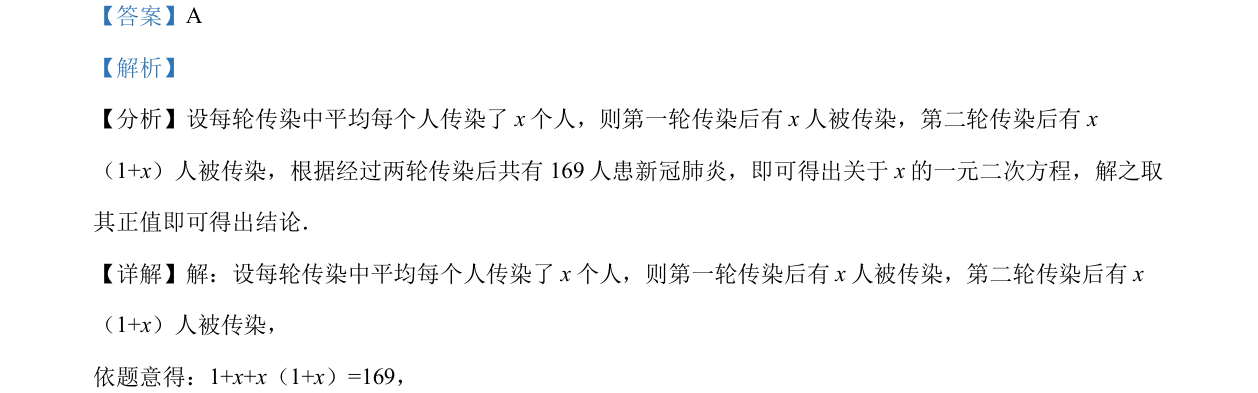 【答案】A
【解析】
【分析】设每轮传染中平均每个人传染了 x 个人，则第一轮传染后有 x 人被传染，第二轮传染后有 x
（1+x）人被传染，根据经过两轮传染后共有 169 人患新冠肺炎，即可得出关于 x 的一元二次方程，解之取
其正值即可得出结论．
【详解】解：设每轮传染中平均每个人传染了 x 个人，则第一轮传染后有 x 人被传染，第二轮传染后有 x
（1+x）人被传染，
依题意得：1+x+x（1+x）=169，